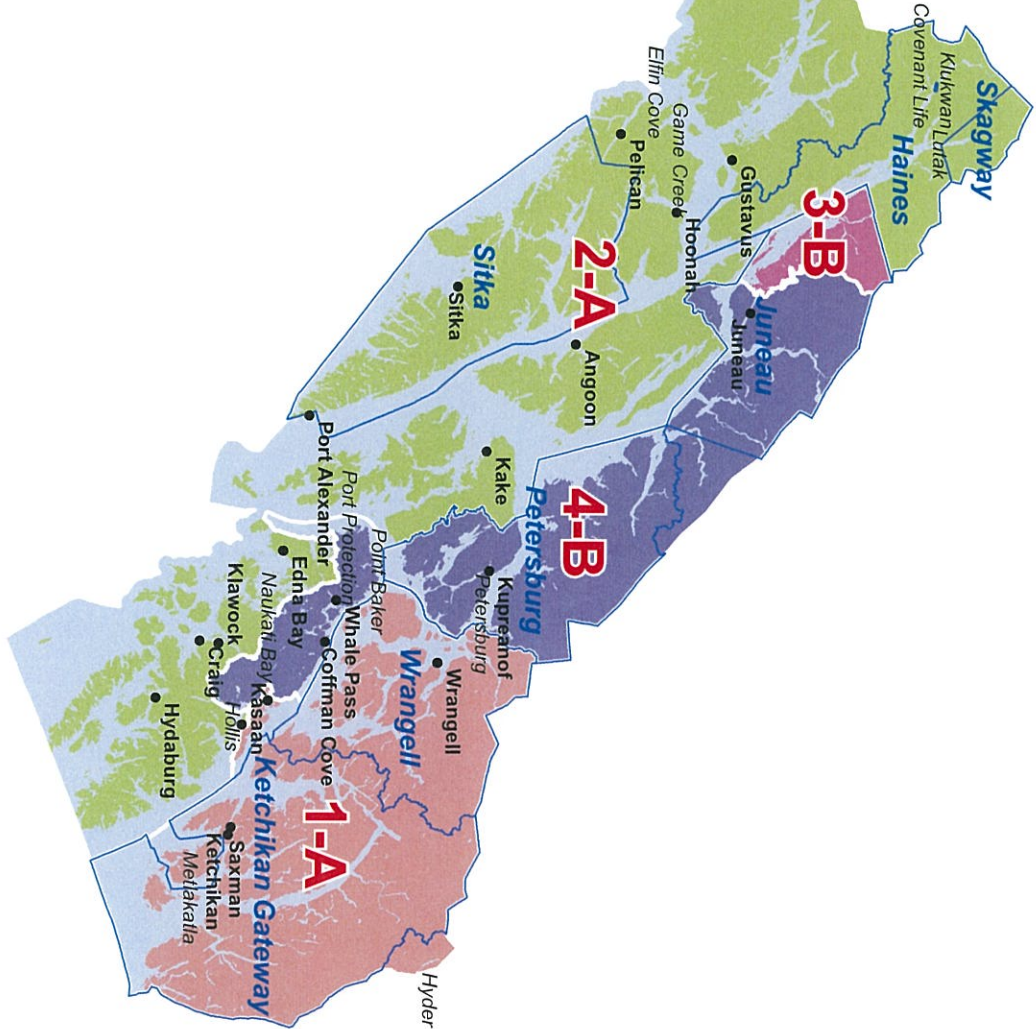 Skagway
Klukwan
Lutak
Covenant Life
Haines
3-B
Gustavus
Game Creek
Elfin Cove
Pelican
Hoonah
Juneau
Juneau
2-A
Sitka
Sitka
Angoon
Kake
4-B
Petersburg
Kupreanof
Petersburg
Port Alexander
Port Protection
Point Baker
Whale Pass
Edna Bay
Naukati Bay
Coffman Cove
Klawock
Craig
Kasaan
Hollis
Hydaburg
Wrangell
Wrangell
1-A
Ketchikan Gateway
Saxman
Ketchikan
Metlakatla
Hyder